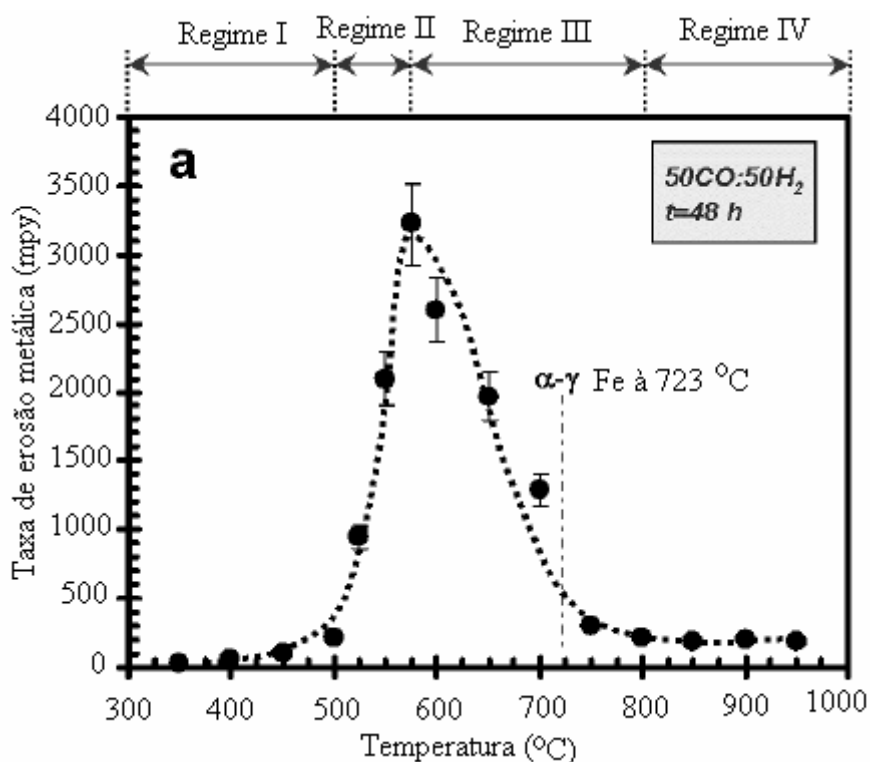 Regime I Regime II Regime III Regime IV
4000
a
50CO:50H₂
t=48 h
3500
3000
2500
2000
1500
1000
500
0
α-γ Fe à 723 °C
Taxa de erosão metálica (mpy)
300 400 500 600 700 800 900 1000
Temperatura (°C)